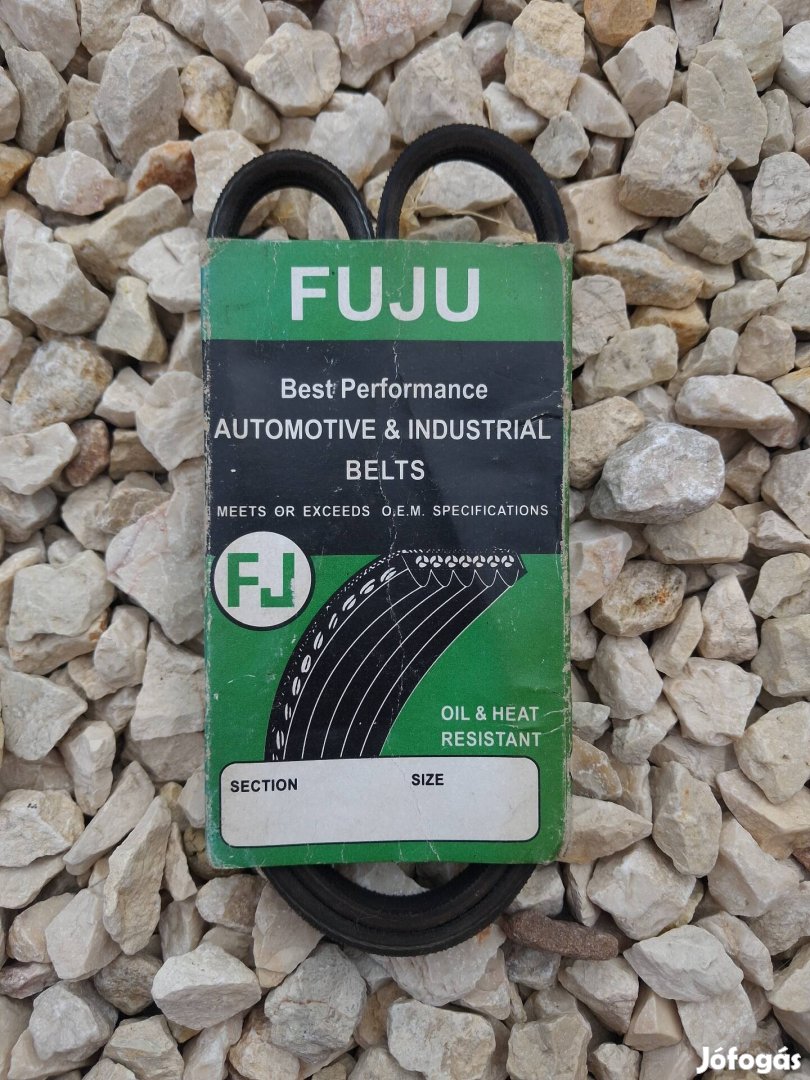 FUJU
Best Performance
AUTOMOTIVE & INDUSTRIAL
BELTS
MEETS OR EXCEEDS O.E.M. SPECIFICATIONS
FJ
OIL & HEAT
RESISTANT
SECTION SIZE
Jófogás